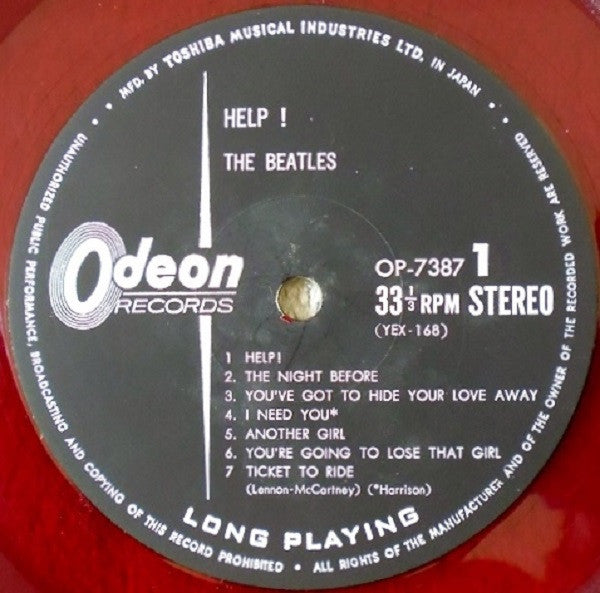 MFD. BY TOSHIBA MUSICAL INDUSTRIES LTD. IN JAPAN
HELP !
THE BEATLES
Odeon
RECORDS
OP-7387 1
33 1/3 RPM STEREO
(YEX-168)
1 HELP!
2. THE NIGHT BEFORE
3. YOU'VE GOT TO HIDE YOUR LOVE AWAY
4. I NEED YOU*
5. ANOTHER GIRL
6. YOU'RE GOING TO LOSE THAT GIRL
7 TICKET TO RIDE
(Lennon-McCartney) (*Harrison)
LONG PLAYING
UNAUTHORIZED PUBLIC PERFORMANCE, BROADCASTING AND COPYING OF THIS RECORD PROHIBITED • ALL RIGHTS OF THE MANUFACTURER AND OF THE OWNER OF THE RECORDED WORK ARE RESERVED